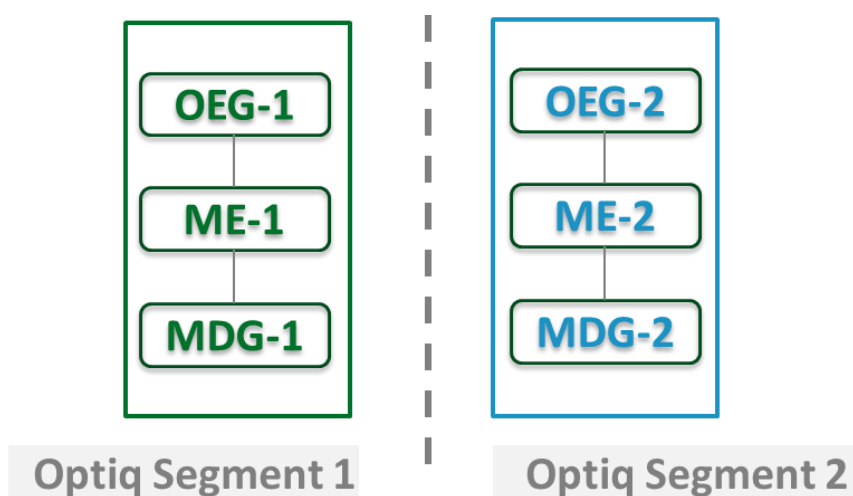 OEG-1
ME-1
MDG-1
Optiq Segment 1
OEG-2
ME-2
MDG-2
Optiq Segment 2